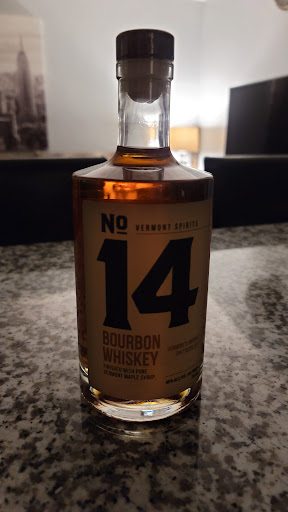 No
VERMONT SPIRITS
14
BOURBON
WHISKEY
FINISHED WITH PURE
VERMONT MAPLE SYRUP